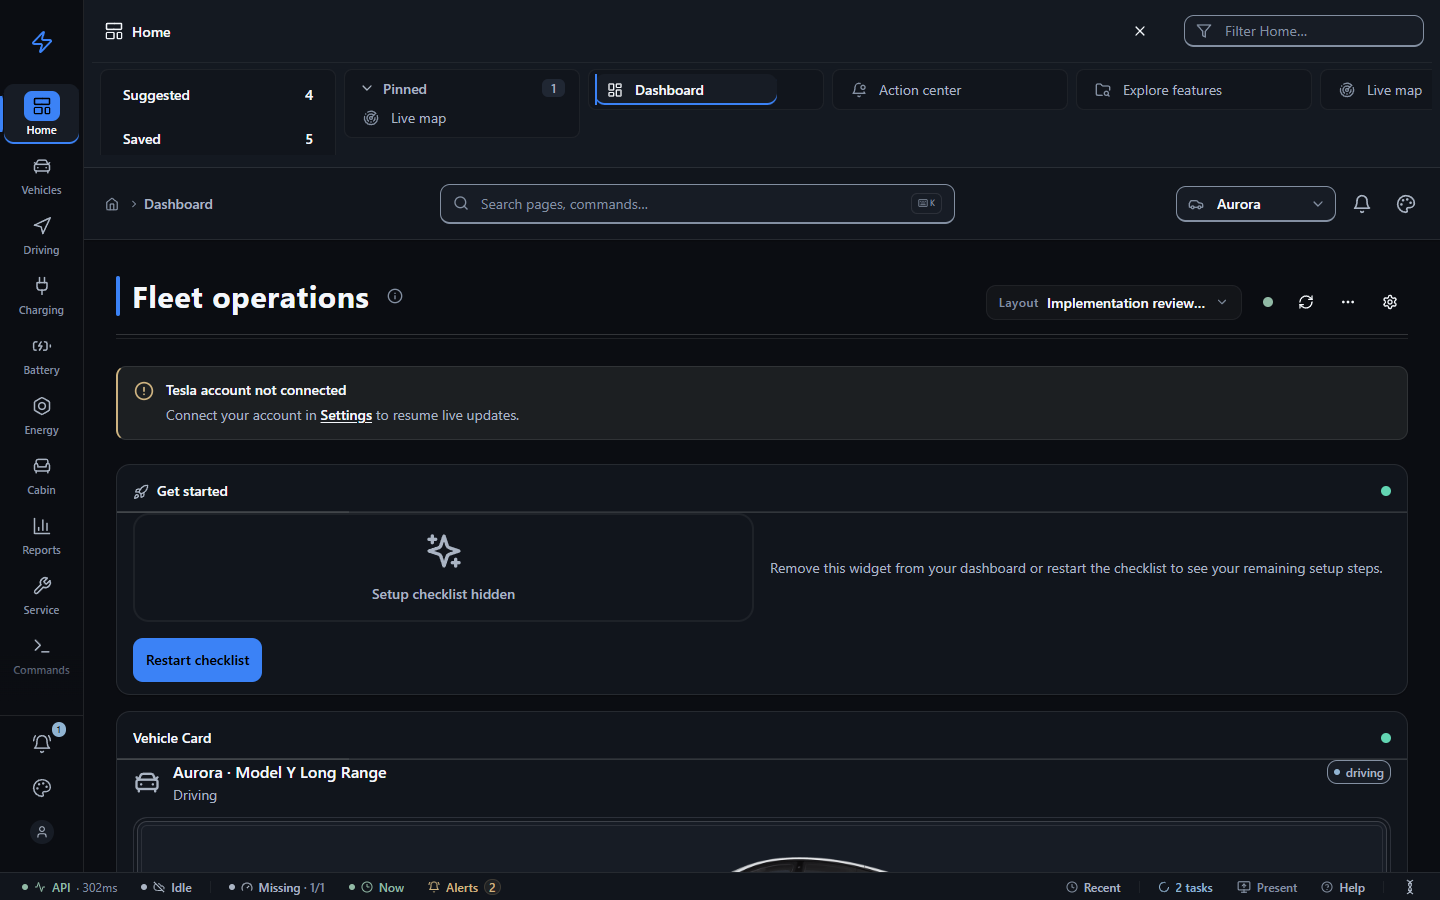 Home
Filter Home...
Suggested 4
Saved 5
Pinned 1
Live map
Dashboard
Action center
Explore features
Live map
Home
Vehicles
Driving
Charging
Battery
Energy
Cabin
Reports
Service
Commands
1
Dashboard
Search pages, commands...
K
Aurora
Fleet operations
Layout Implementation review...
Tesla account not connected
Connect your account in Settings to resume live updates.
Get started
Setup checklist hidden
Remove this widget from your dashboard or restart the checklist to see your remaining setup steps.
Restart checklist
Vehicle Card
Aurora · Model Y Long Range
Driving
driving
API · 302ms
Idle
Missing · 1/1
Now
Alerts 2
Recent
2 tasks
Present
Help